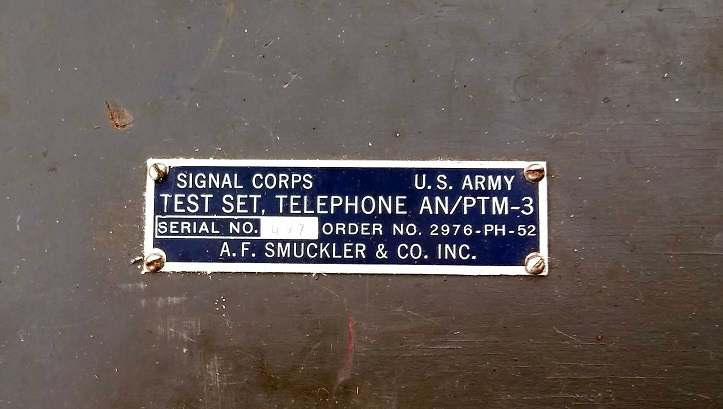 SIGNAL CORPS U.S. ARMY
TEST SET, TELEPHONE AN/PTM-3
SERIAL NO. ORDER NO. 2976-PH-52
A.F. SMUCKLER & CO. INC.